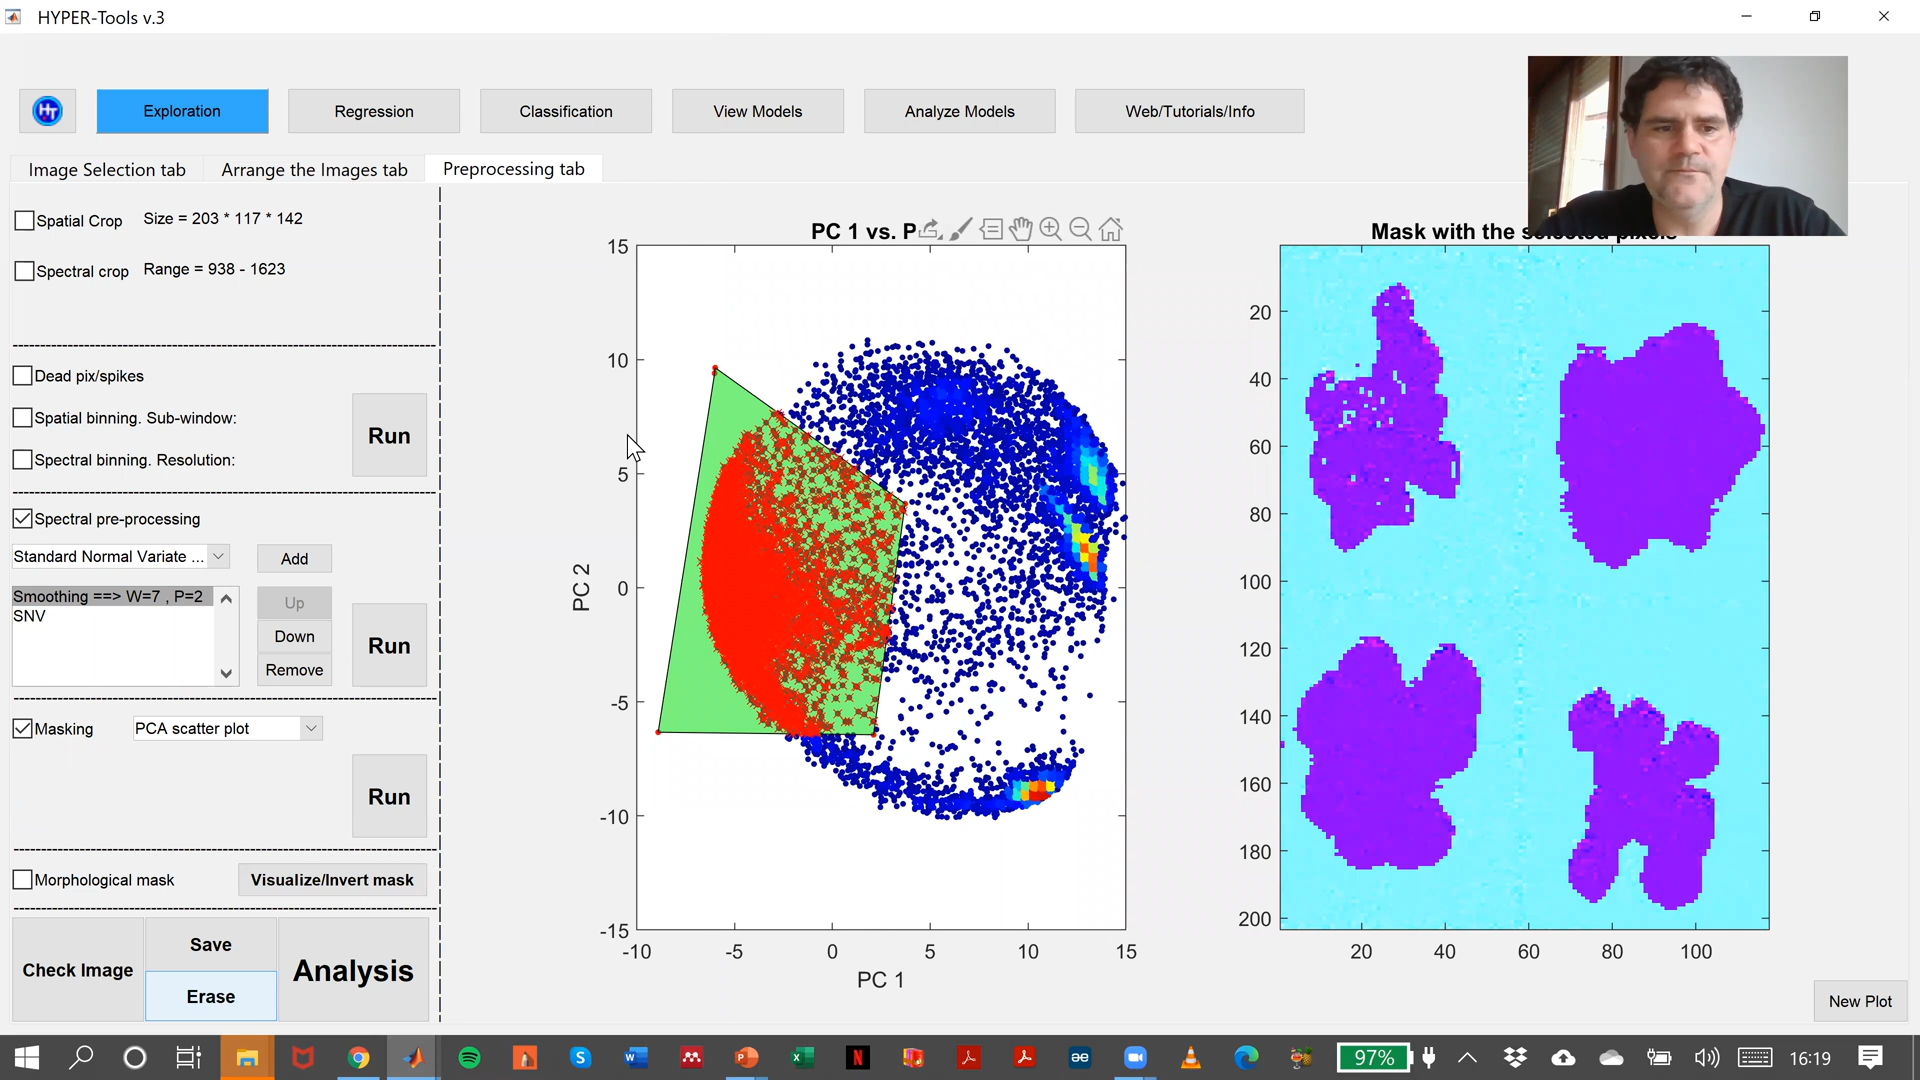 HYPER-Tools v.3
HT
Exploration
Regression
Classification
View Models
Analyze Models
Web/Tutorials/Info
Image Selection tab
Arrange the Images tab
Preprocessing tab
Spatial Crop
Size = 203 * 117 * 142
Spectral crop
Range = 938 - 1623
Dead pix/spikes
Spatial binning. Sub-window:
Spectral binning. Resolution:
Run
Spectral pre-processing
Standard Normal Variate ...
Add
Smoothing ==> W=7 , P=2
SNV
Up
Down
Remove
Run
Masking
PCA scatter plot
Run
Morphological mask
Visualize/Invert mask
Check Image
Save
Erase
Analysis
PC 1 vs. P
15
10
5
0
-5
-10
-15
PC 2
-10
-5
0
5
10
15
PC 1
Mask with the selected pixels
20
40
60
80
100
120
140
160
180
200
20
40
60
80
100
New Plot
97%
16:19